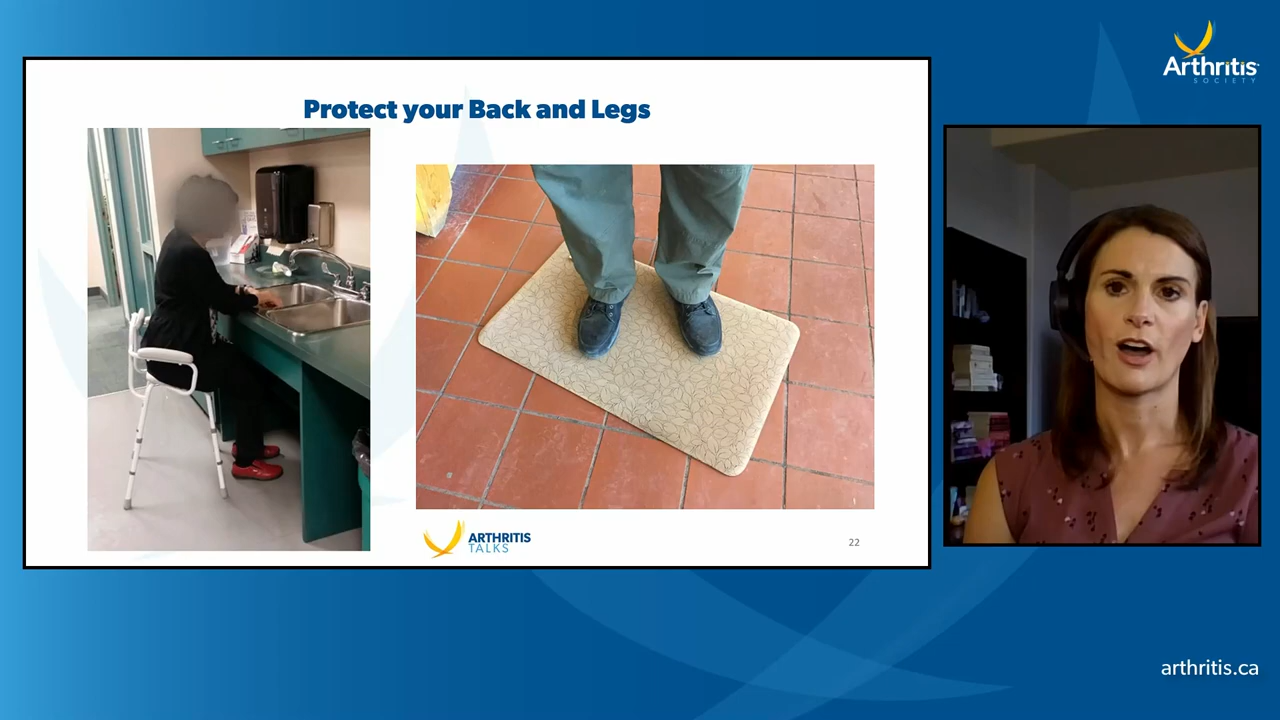 Arthritis
SOCIETY
Protect your Back and Legs
ARTHRITIS
TALKS
22
arthritis.ca